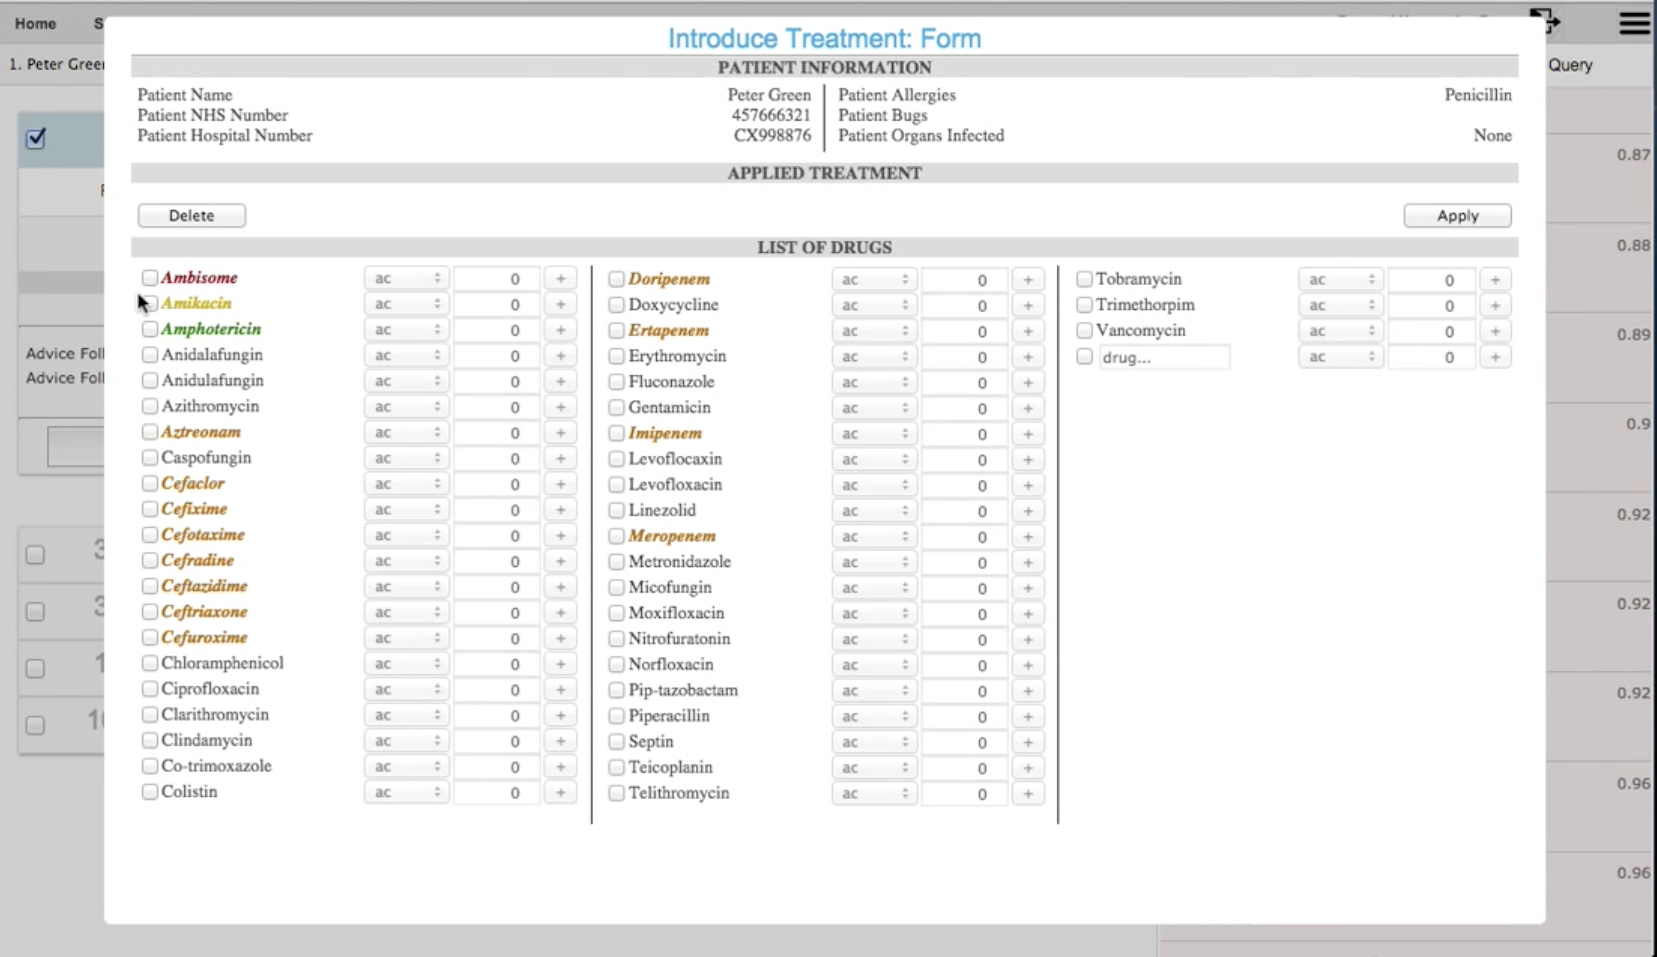 Home S
Introduce Treatment: Form
1. Peter Gree
Query
PATIENT INFORMATION
Patient Name Peter Green Patient Allergies Penicillin
Patient NHS Number 457666321 Patient Bugs
Patient Hospital Number CX998876 Patient Organs Infected None
APPLIED TREATMENT
Delete Apply
LIST OF DRUGS
Ambisome ac 0 +
Amikacin ac 0 +
Amphotericin ac 0 +
Anidalafungin ac 0 +
Anidulafungin ac 0 +
Azithromycin ac 0 +
Aztreonam ac 0 +
Caspofungin ac 0 +
Cefaclor ac 0 +
Cefixime ac 0 +
Cefotaxime ac 0 +
Cefradine ac 0 +
Ceftazidime ac 0 +
Ceftriaxone ac 0 +
Cefuroxime ac 0 +
Chloramphenicol ac 0 +
Ciprofloxacin ac 0 +
Clarithromycin ac 0 +
Clindamycin ac 0 +
Co-trimoxazole ac 0 +
Colistin ac 0 +
Doripenem ac 0 +
Doxycycline ac 0 +
Ertapenem ac 0 +
Erythromycin ac 0 +
Fluconazole ac 0 +
Gentamicin ac 0 +
Imipenem ac 0 +
Levoflocaxin ac 0 +
Levofloxacin ac 0 +
Linezolid ac 0 +
Meropenem ac 0 +
Metronidazole ac 0 +
Micofungin ac 0 +
Moxifloxacin ac 0 +
Nitrofuratonin ac 0 +
Norfloxacin ac 0 +
Pip-tazobactam ac 0 +
Piperacillin ac 0 +
Septin ac 0 +
Teicoplanin ac 0 +
Telithromycin ac 0 +
Tobramycin ac 0 +
Trimethorpim ac 0 +
Vancomycin ac 0 +
drug... ac 0 +
Advice Foll
Advice Foll
3
3
1
10
0.87
0.88
0.89
0.9
0.92
0.92
0.92
0.96
0.96